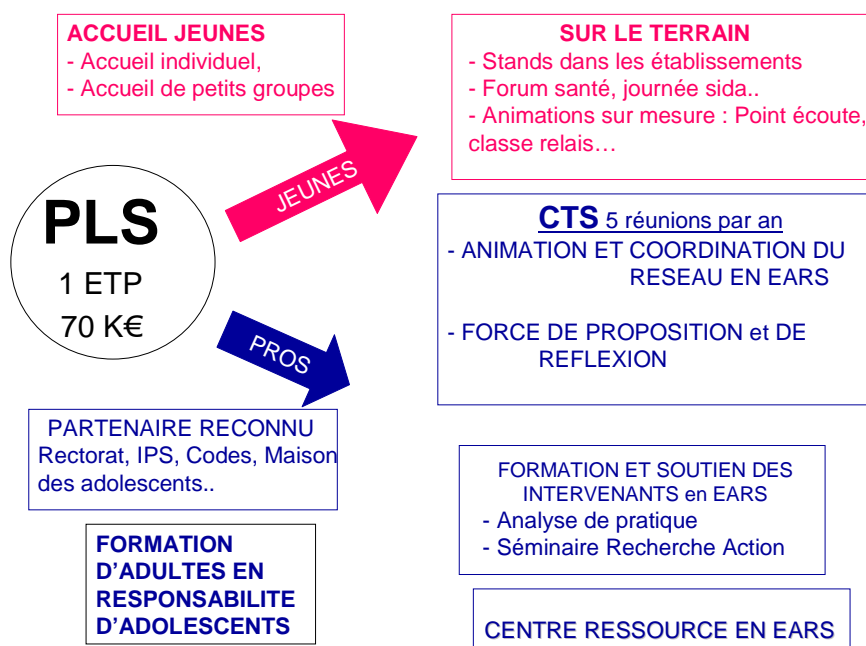 ACCUEIL JEUNES
- Accueil individuel,
- Accueil de petits groupes
SUR LE TERRAIN
- Stands dans les établissements
- Forum santé, journée sida..
- Animations sur mesure : Point écoute,
classe relais…
JEUNES
PLS
1 ETP
70 K€
PROS
CTS 5 réunions par an
- ANIMATION ET COORDINATION DU
RESEAU EN EARS
- FORCE DE PROPOSITION et DE
REFLEXION
PARTENAIRE RECONNU
Rectorat, IPS, Codes, Maison
des adolescents..
FORMATION ET SOUTIEN DES
INTERVENANTS en EARS
- Analyse de pratique
- Séminaire Recherche Action
FORMATION
D’ADULTES EN
RESPONSABILITE
D’ADOLESCENTS
CENTRE RESSOURCE EN EARS